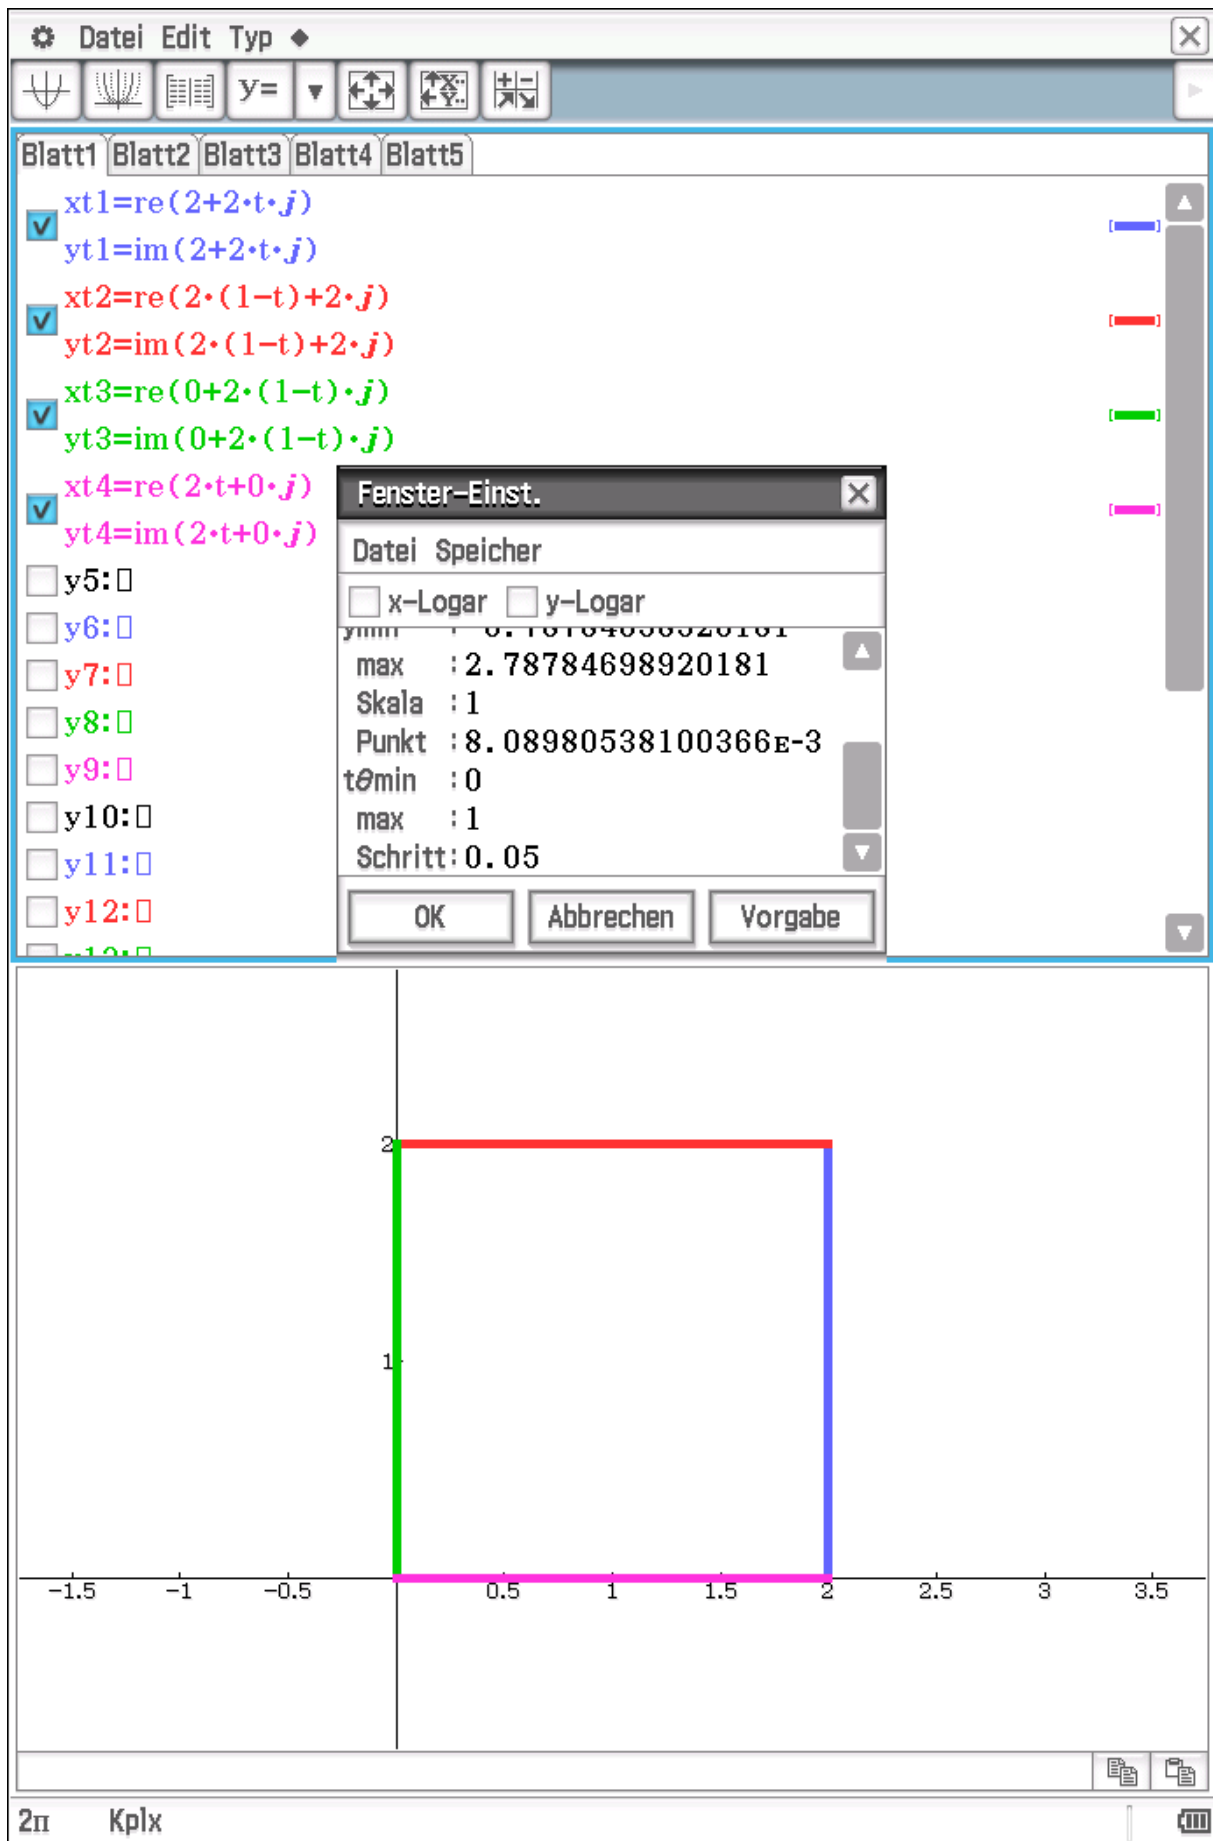 Datei Edit Typ ◆
y= ▼
Blatt1 Blatt2 Blatt3 Blatt4 Blatt5
xt1=re(2+2·t·j)
yt1=im(2+2·t·j)
xt2=re(2·(1-t)+2·j)
yt2=im(2·(1-t)+2·j)
xt3=re(0+2·(1-t)·j)
yt3=im(0+2·(1-t)·j)
xt4=re(2·t+0·j)
yt4=im(2·t+0·j)
y5:□
y6:□
y7:□
y8:□
y9:□
y10:□
y11:□
y12:□
Fenster-Einst.
Datei Speicher
x-Logar y-Logar
max :2.78784698920181
Skala :1
Punkt :8.08980538100366E-3
tθmin :0
max :1
Schritt:0.05
OK Abbrechen Vorgabe
2
1
-1.5 -1 -0.5 0.5 1 1.5 2 2.5 3 3.5
2π Kplx